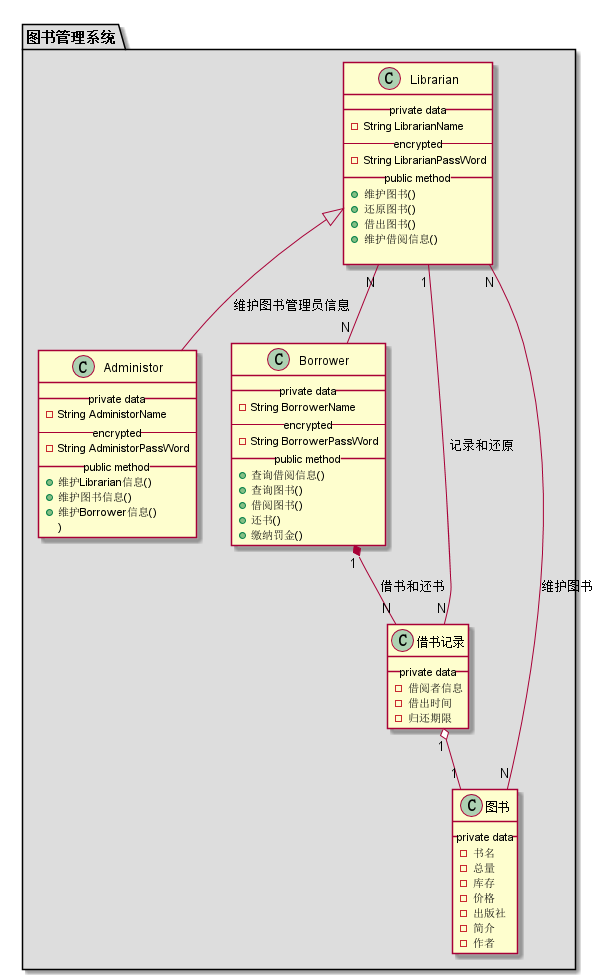 图书管理系统
C Librarian
private data
String LibrarianName
encrypted
String LibrarianPassWord
public method
维护图书()
还原图书()
借出图书()
维护借阅信息()
N
1
N
维护图书管理员信息
N
C Administor
private data
String AdministorName
encrypted
String AdministorPassWord
public method
维护Librarian信息()
维护图书信息()
维护Borrower信息()
)
C Borrower
private data
String BorrowerName
encrypted
String BorrowerPassWord
public method
查询借阅信息()
查询图书()
借阅图书()
还书()
缴纳罚金()
记录和还原
维护图书
1
借书和还书
N
N
C 借书记录
private data
借阅者信息
借出时间
归还期限
1
1
N
C 图书
private data
书名
总量
库存
价格
出版社
简介
作者